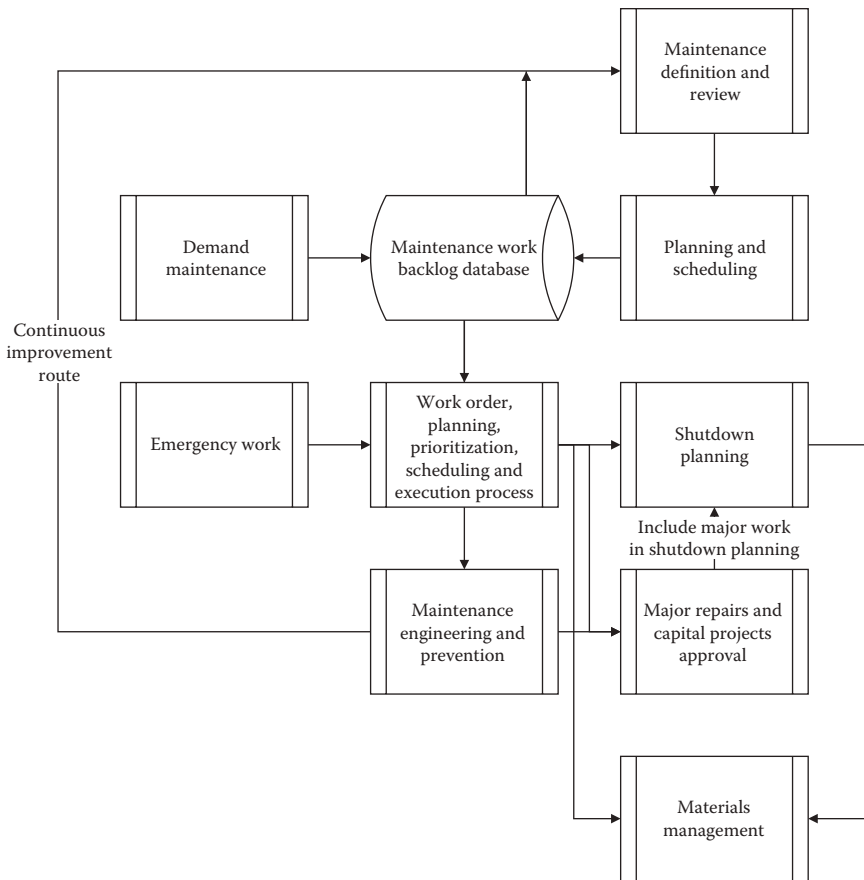 Maintenance
definition and
review
Demand
maintenance
Maintenance work
backlog database
Planning and
scheduling
Continuous
improvement
route
Emergency work
Work order,
planning,
prioritization,
scheduling and
execution process
Shutdown
planning
Include major work
in shutdown planning
Maintenance
engineering and
prevention
Major repairs and
capital projects
approval
Materials
management